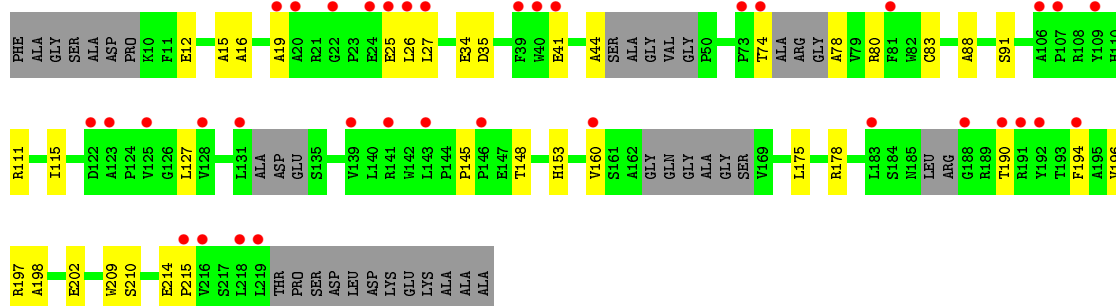 PHE ALA GLY SER ALA ASP PRO K10 F11 E12 A15 A16 A19 A20 R21 G22 P23 E24 E25 L26 L27 E34 D35 F39 W40 E41 A44 SER ALA GLY VAL GLY P50 P73 T74 ALA ARG GLY A78 V79 R80 F81 W82 C83 A88 S91 A106 P107 R108 Y109 H110
R111 I115 D122 A123 P124 V125 G126 L127 V128 L131 ALA ASP GLU S135 V139 L140 R141 W142 L143 P144 P145 P146 E147 T148 H153 V160 S161 A162 GLY GLN GLY ALA GLY SER V169 L175 R178 L183 S184 N185 LEU ARG G188 R189 T190 R191 Y192 T193 F194 A195 V196
R197 A198 E202 W209 S210 E214 P215 V216 S217 L218 L219 THR PRO SER ASP LEU ASP LYS GLU LYS ALA ALA ALA